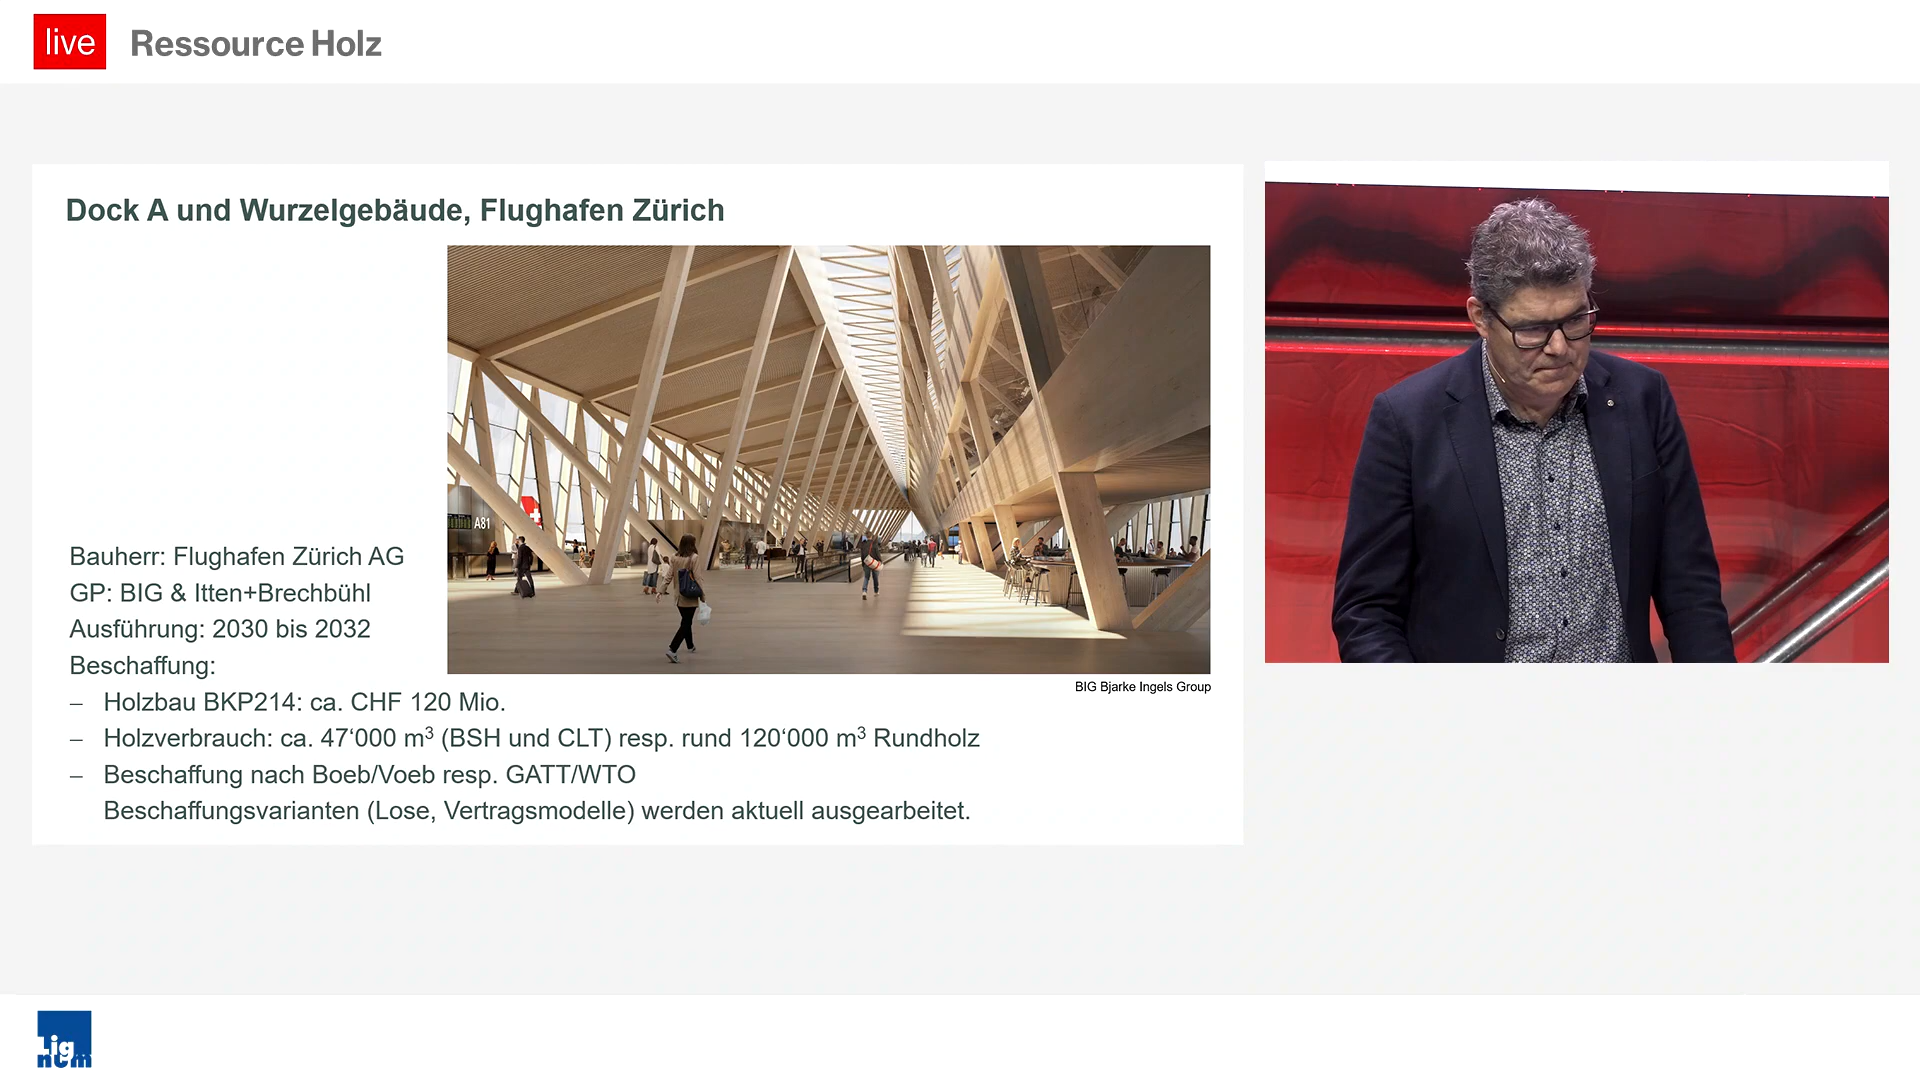 live Ressource Holz
Dock A und Wurzelgebäude, Flughafen Zürich
A81
Bauherr: Flughafen Zürich AG
GP: BIG & Itten+Brechbühl
Ausführung: 2030 bis 2032
Beschaffung:
BIG Bjarke Ingels Group
– Holzbau BKP214: ca. CHF 120 Mio.
– Holzverbrauch: ca. 47‘000 m³ (BSH und CLT) resp. rund 120‘000 m³ Rundholz
– Beschaffung nach Boeb/Voeb resp. GATT/WTO
Beschaffungsvarianten (Lose, Vertragsmodelle) werden aktuell ausgearbeitet.
Lig
num